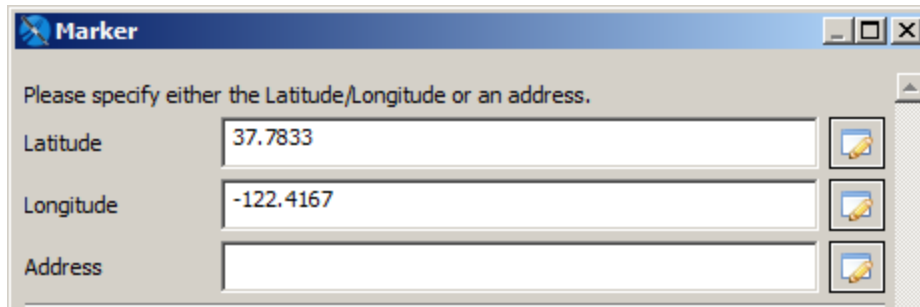 Marker
Please specify either the Latitude/Longitude or an address.
Latitude 37.7833
Longitude -122.4167
Address